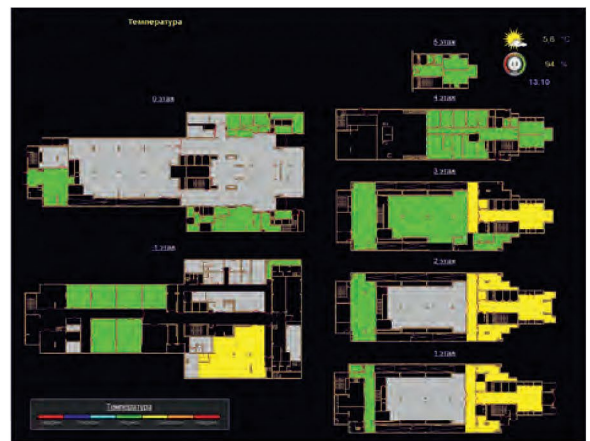 Температура
5 этаж
5,6 °C
94 %
13:10
0 этаж
4 этаж
3 этаж
-1 этаж
2 этаж
1 этаж
Температура